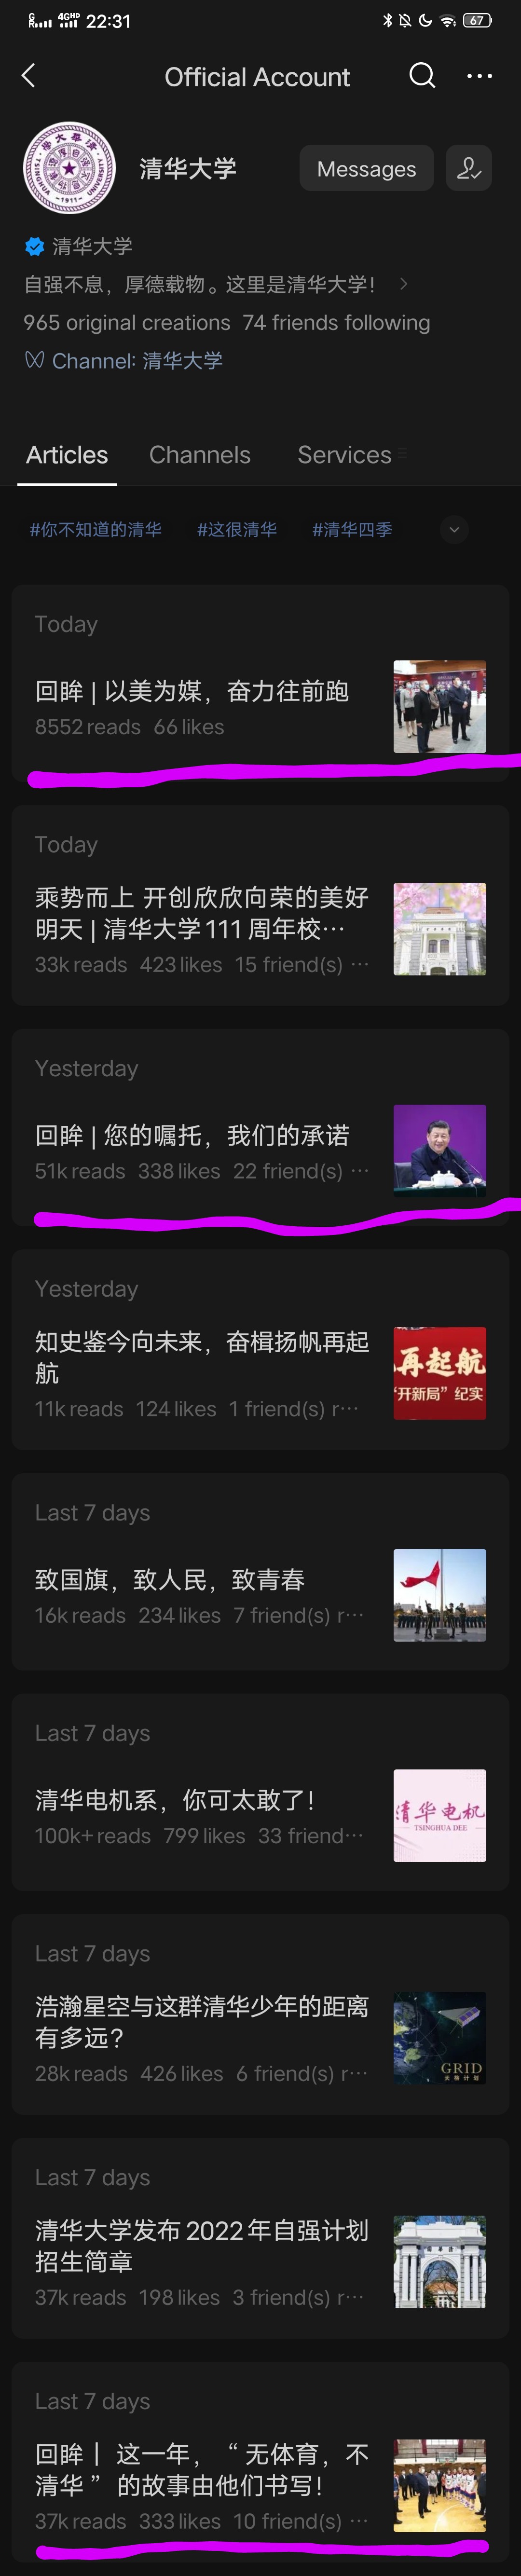 4GHD 22:31 67
Official Account
清华大学 Messages
清华大学
自强不息，厚德载物。这里是清华大学！
965 original creations 74 friends following
Channel: 清华大学
Articles Channels Services
#你不知道的清华 #这很清华 #清华四季
Today
回眸 | 以美为媒，奋力往前跑
8552 reads 66 likes
Today
乘势而上 开创欣欣向荣的美好
明天 | 清华大学111 周年校…
33k reads 423 likes 15 friend(s) …
Yesterday
回眸 | 您的嘱托，我们的承诺
51k reads 338 likes 22 friend(s) …
Yesterday
知史鉴今向未来，奋楫扬帆再起
航
11k reads 124 likes 1 friend(s) r…
再起航
“开新局” 纪实
Last 7 days
致国旗，致人民，致青春
16k reads 234 likes 7 friend(s) r…
Last 7 days
清华电机系，你可太敢了！
100k+ reads 799 likes 33 friend…
清华电机
TSINGHUA DEE
Last 7 days
浩瀚星空与这群清华少年的距离
有多远？
28k reads 426 likes 6 friend(s) r…
GRID
天格计划
Last 7 days
清华大学发布 2022 年自强计划
招生简章
37k reads 198 likes 3 friend(s) r…
Last 7 days
回眸｜ 这一年，“无体育，不
清华” 的故事由他们书写！
37k reads 333 likes 10 friend(s) …